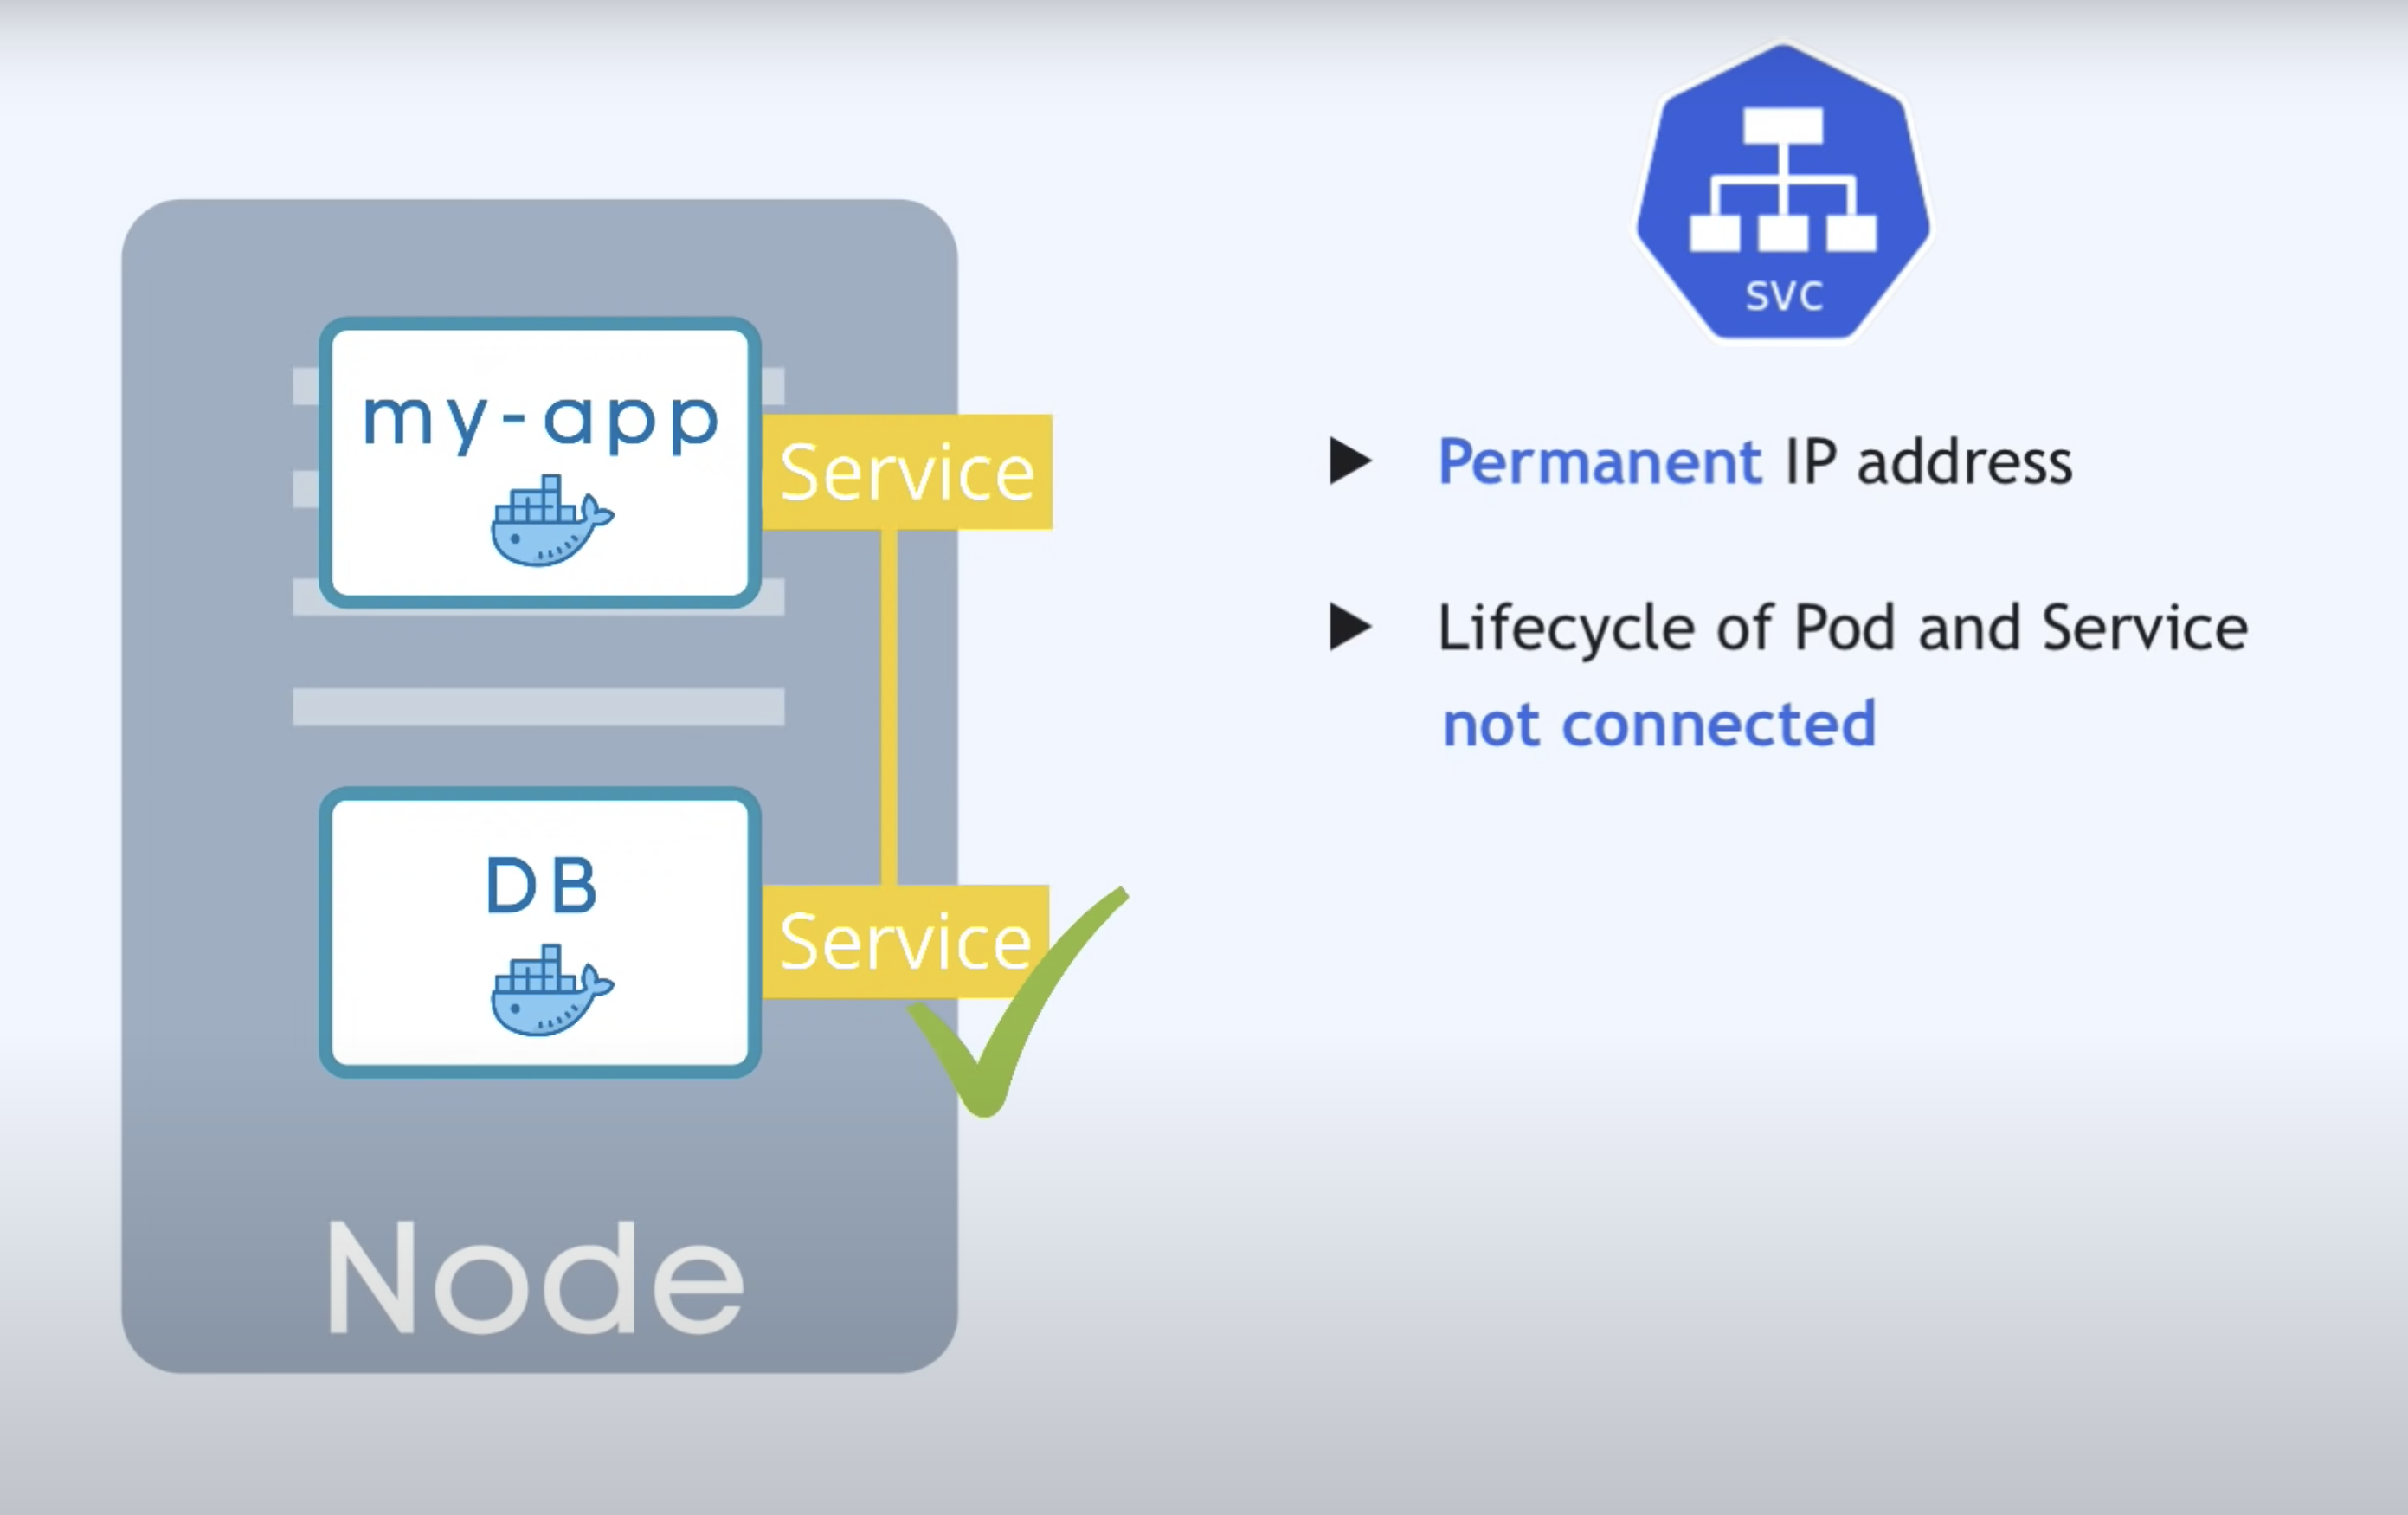 my-app
Service
DB
Service
Node
svc
Permanent IP address
Lifecycle of Pod and Service
not connected